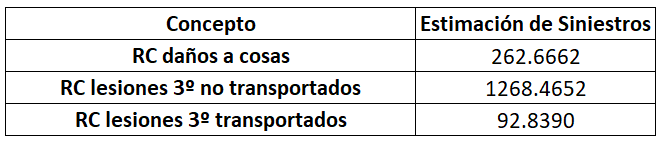 Concepto Estimación de Siniestros
RC daños a cosas 262.6662
RC lesiones 3º no transportados 1268.4652
RC lesiones 3º transportados 92.8390